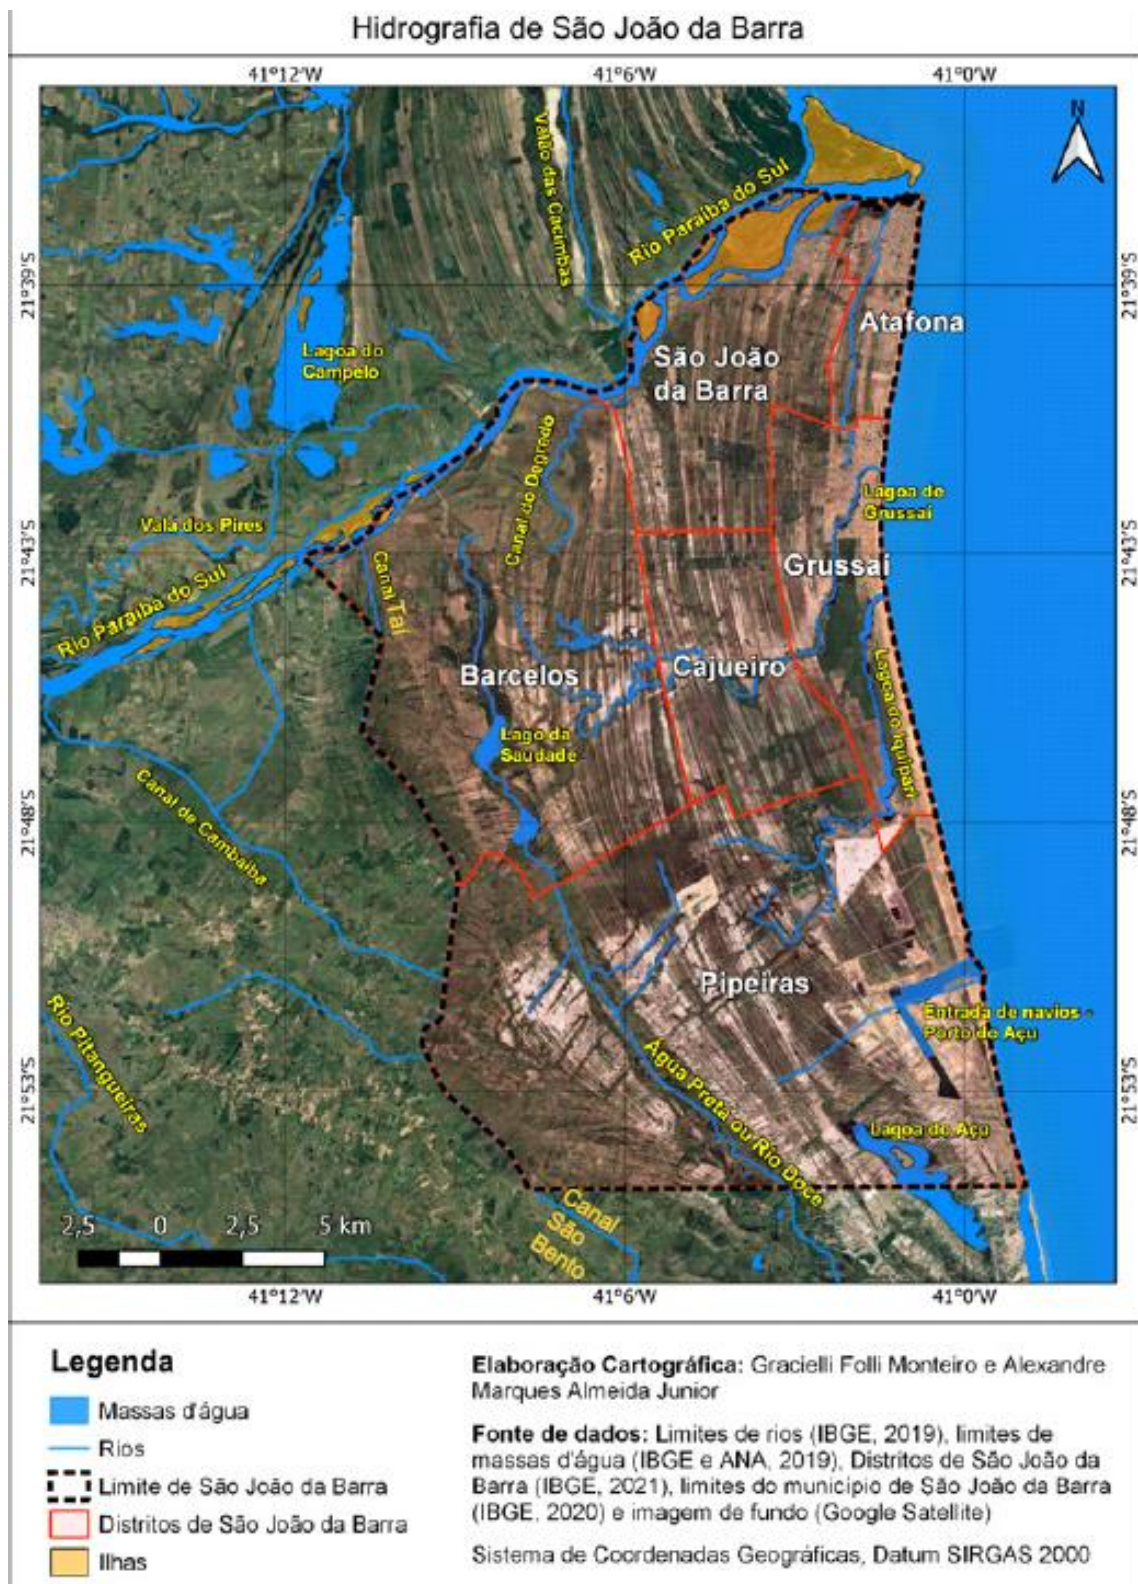 Hidrografia de São João da Barra
41°12'W
41°6'W
41°0'W
N
Valão das Cacimbas
Rio Paraíba do Sul
21°39'S
21°39'S
Atafona
Lagoa do
Campelo
São João
da Barra
Canal do Degredo
Lagoa de
Grussaí
Vala dos Pires
21°43'S
21°43'S
Canal Taí
Grussaí
Rio Paraíba do Sul
Barcelos
Cajueiro
Lagoa do Iquipari
Lago da
Saudade
Canal de Cambaíba
21°48'S
21°48'S
Pipeiras
Entrada de navios -
Porto do Açu
Rio Pitangueiras
21°53'S
21°53'S
Água Preta ou Rio Doce
Lagoa do Açu
Canal
São
Bento
2,5 0 2,5 5 km
41°12'W
41°6'W
41°0'W
Legenda
Massas d'água
Rios
Limite de São João da Barra
Distritos de São João da Barra
Ilhas
Elaboração Cartográfica: Gracielli Folli Monteiro e Alexandre
Marques Almeida Junior
Fonte de dados: Limites de rios (IBGE, 2019), limites de
massas d'água (IBGE e ANA, 2019), Distritos de São João da
Barra (IBGE, 2021), limites do municipio de São João da Barra
(IBGE, 2020) e imagem de fundo (Google Satellite)
Sistema de Coordenadas Geográficas, Datum SIRGAS 2000